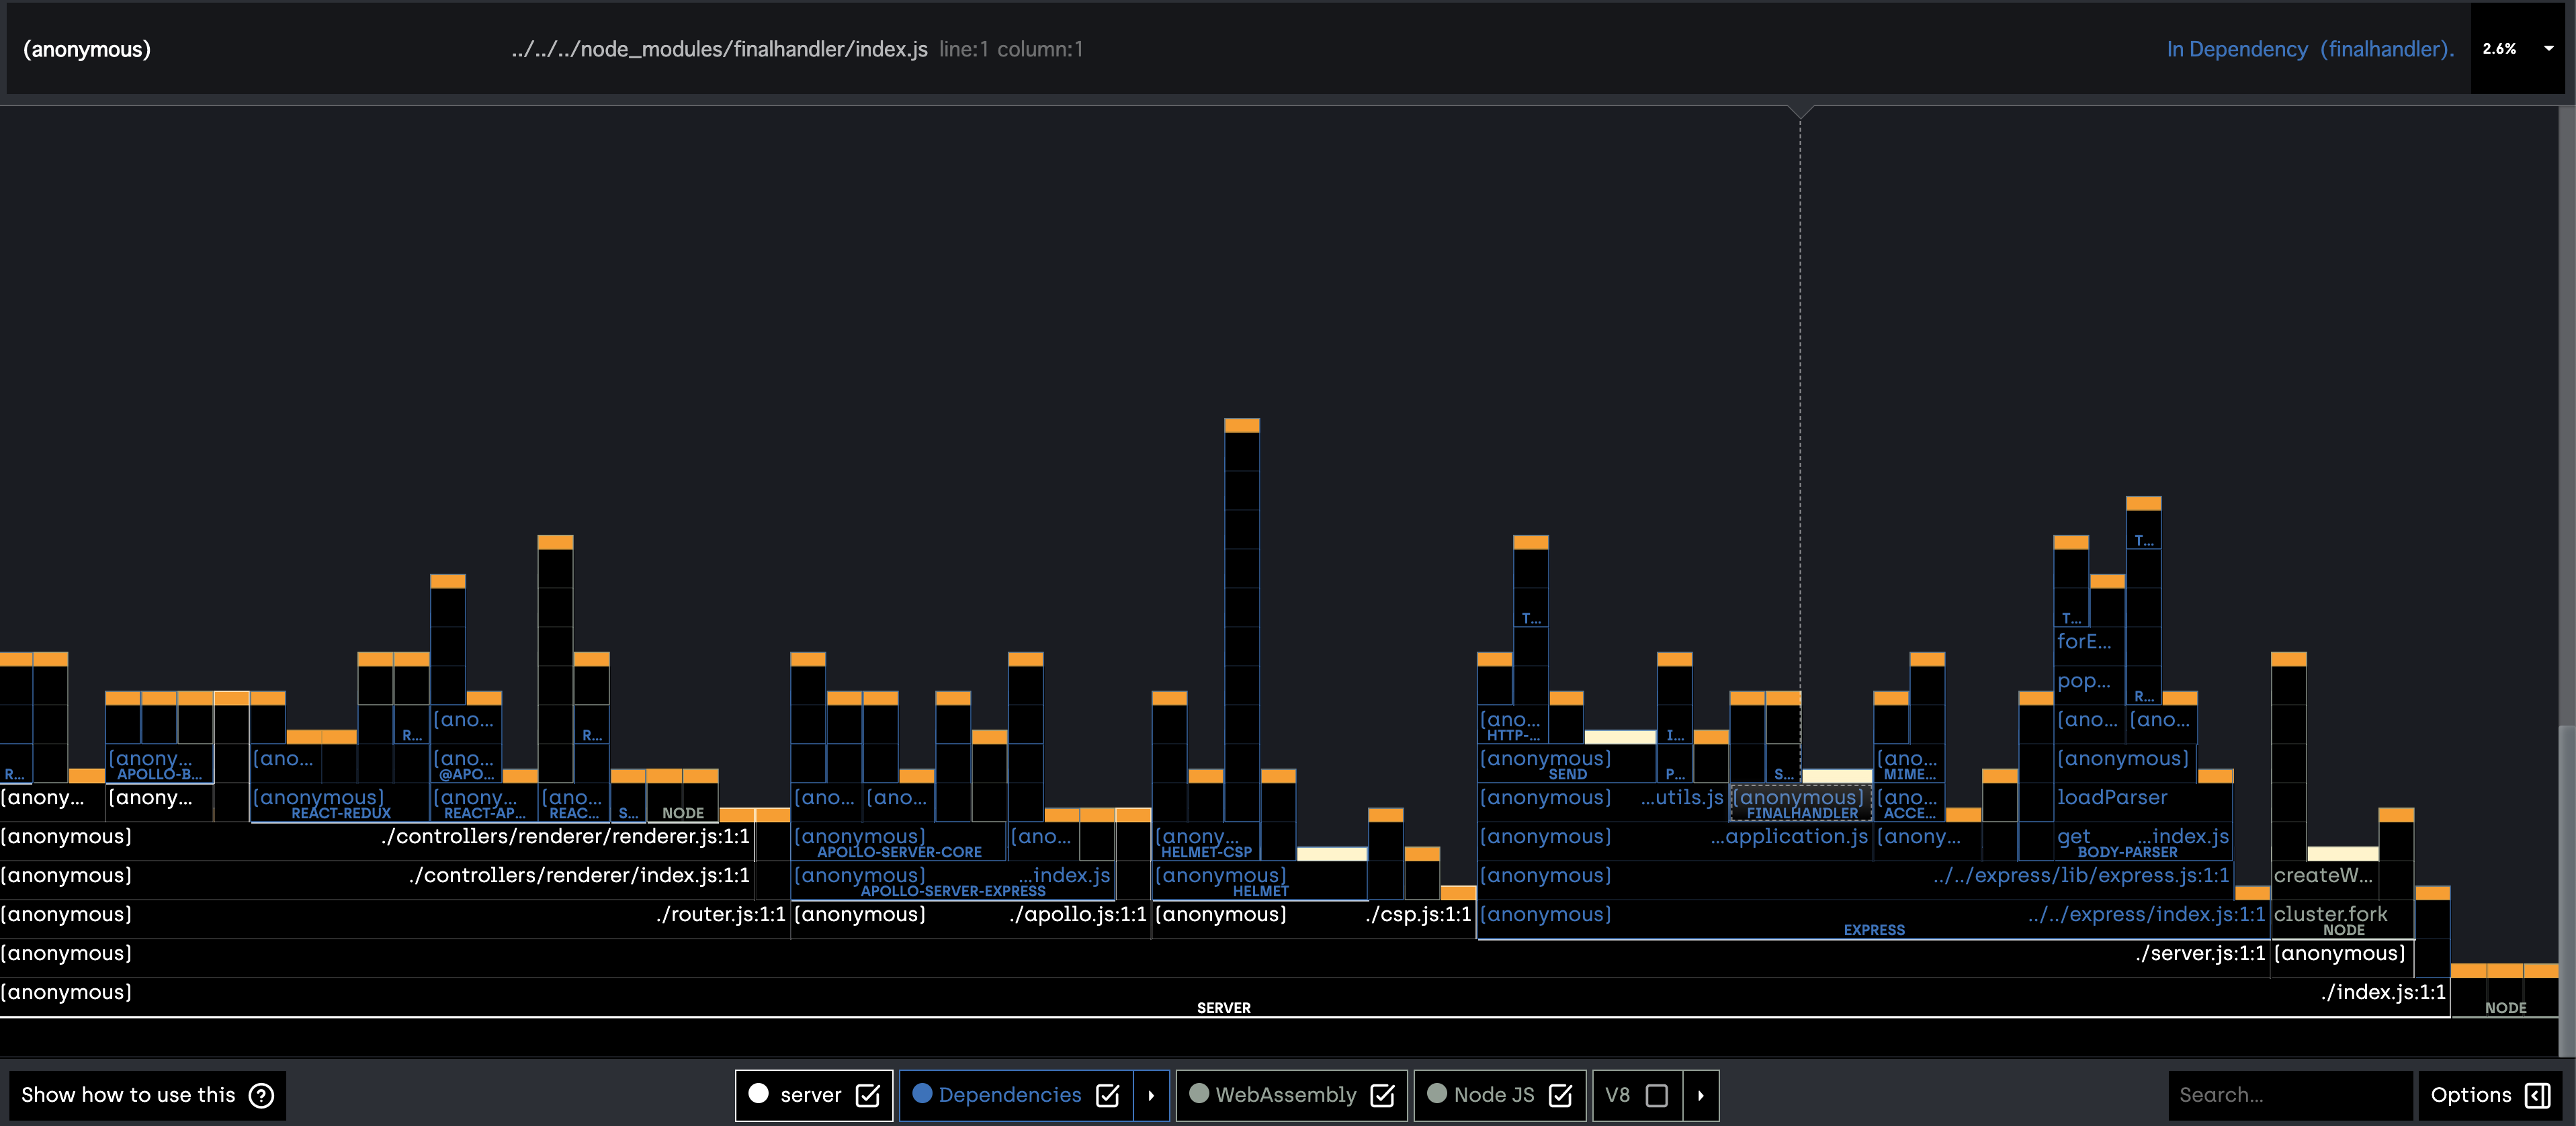 (anonymous) ../../../node_modules/finalhandler/index.js line:1 column:1 In Dependency (finalhandler). 2.6%
T...
T... T...
forE...
pop... R...
(ano... (ano... HTTP-... (ano... (ano...
R... R... I...
(anony... (ano... (ano... (anonymous) (ano... (anonymous)
R... APOLLO-B... @APO... SEND P... S... MIME...
(anony... (anony... (anonymous) (anony... (ano... (ano... (ano... (anonymous) ...utils.js (anonymous) (ano... loadParser
REACT-REDUX REACT-AP... REAC... S... NODE FINALHANDLER ACCE...
(anonymous) ./controllers/renderer/renderer.js:1:1 (anonymous) (ano... (anony... (anonymous) ...application.js (anony... get ...index.js
APOLLO-SERVER-CORE HELMET-CSP BODY-PARSER
(anonymous) ./controllers/renderer/index.js:1:1 (anonymous) ...index.js (anonymous) (anonymous) ../../express/lib/express.js:1:1 createW...
APOLLO-SERVER-EXPRESS HELMET
(anonymous) ./router.js:1:1 (anonymous) ./apollo.js:1:1 (anonymous) ./csp.js:1:1 (anonymous) ../../express/index.js:1:1 cluster.fork
EXPRESS NODE
(anonymous) ./server.js:1:1 (anonymous)
(anonymous) ./index.js:1:1
SERVER NODE
Show how to use this ? server Dependencies WebAssembly Node JS V8 Search... Options